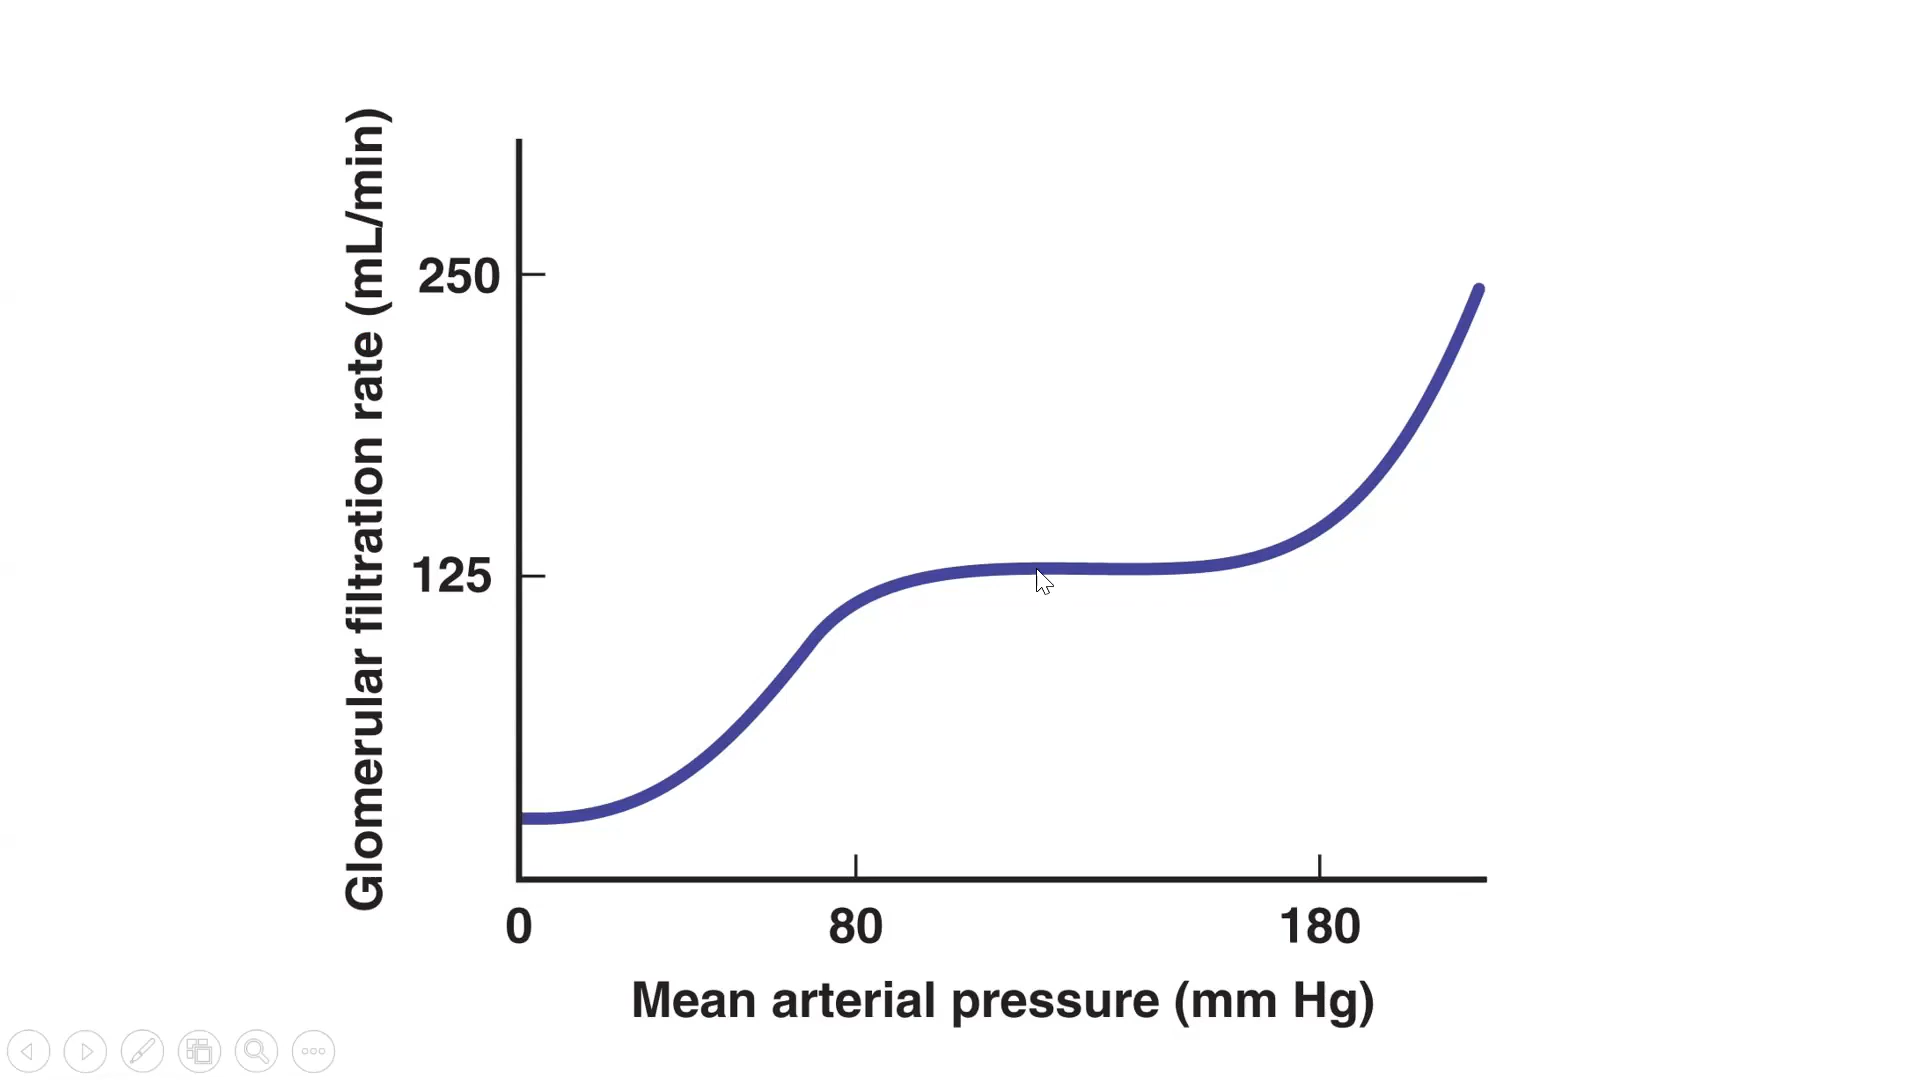 Glomerular filtration rate (mL/min)
250
125
0 80 180
Mean arterial pressure (mm Hg)